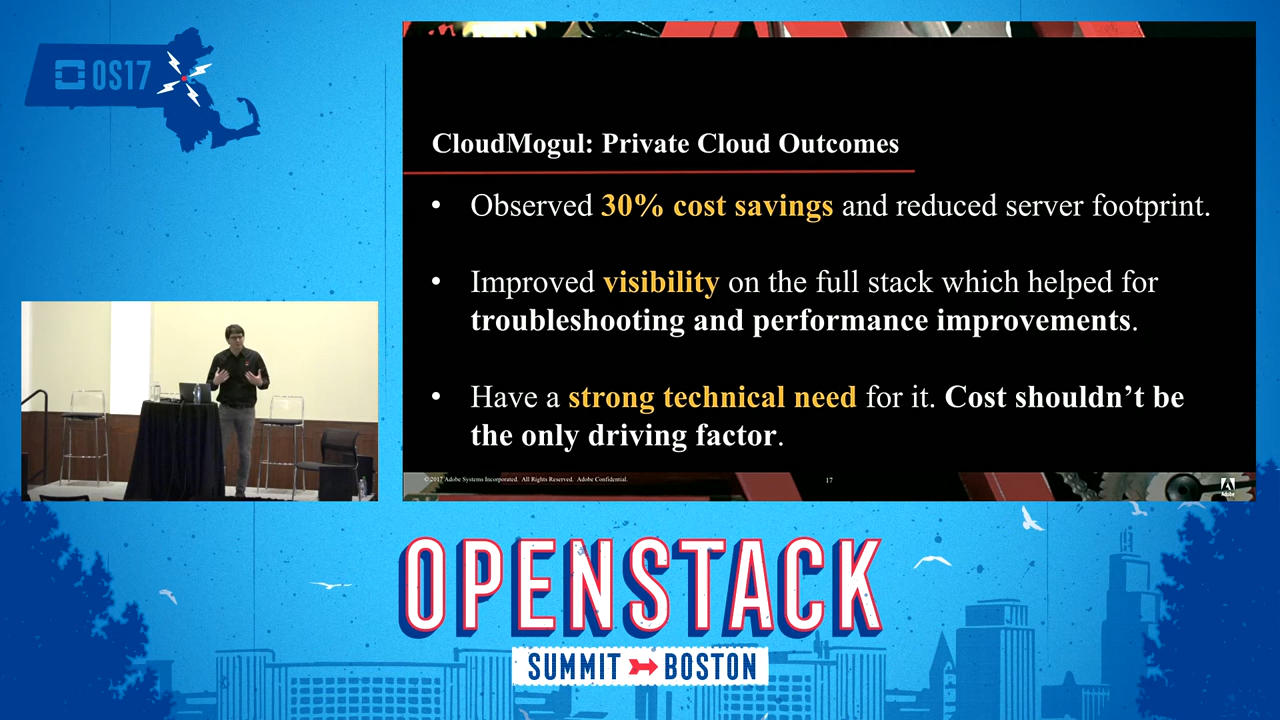 OS17
CloudMogul: Private Cloud Outcomes
• Observed 30% cost savings and reduced server footprint.
• Improved visibility on the full stack which helped for
troubleshooting and performance improvements.
• Have a strong technical need for it. Cost shouldn’t be
the only driving factor.
© 2017 Adobe Systems Incorporated. All Rights Reserved. Adobe Confidential.
17
Adobe
OPENSTACK
SUMMIT BOSTON